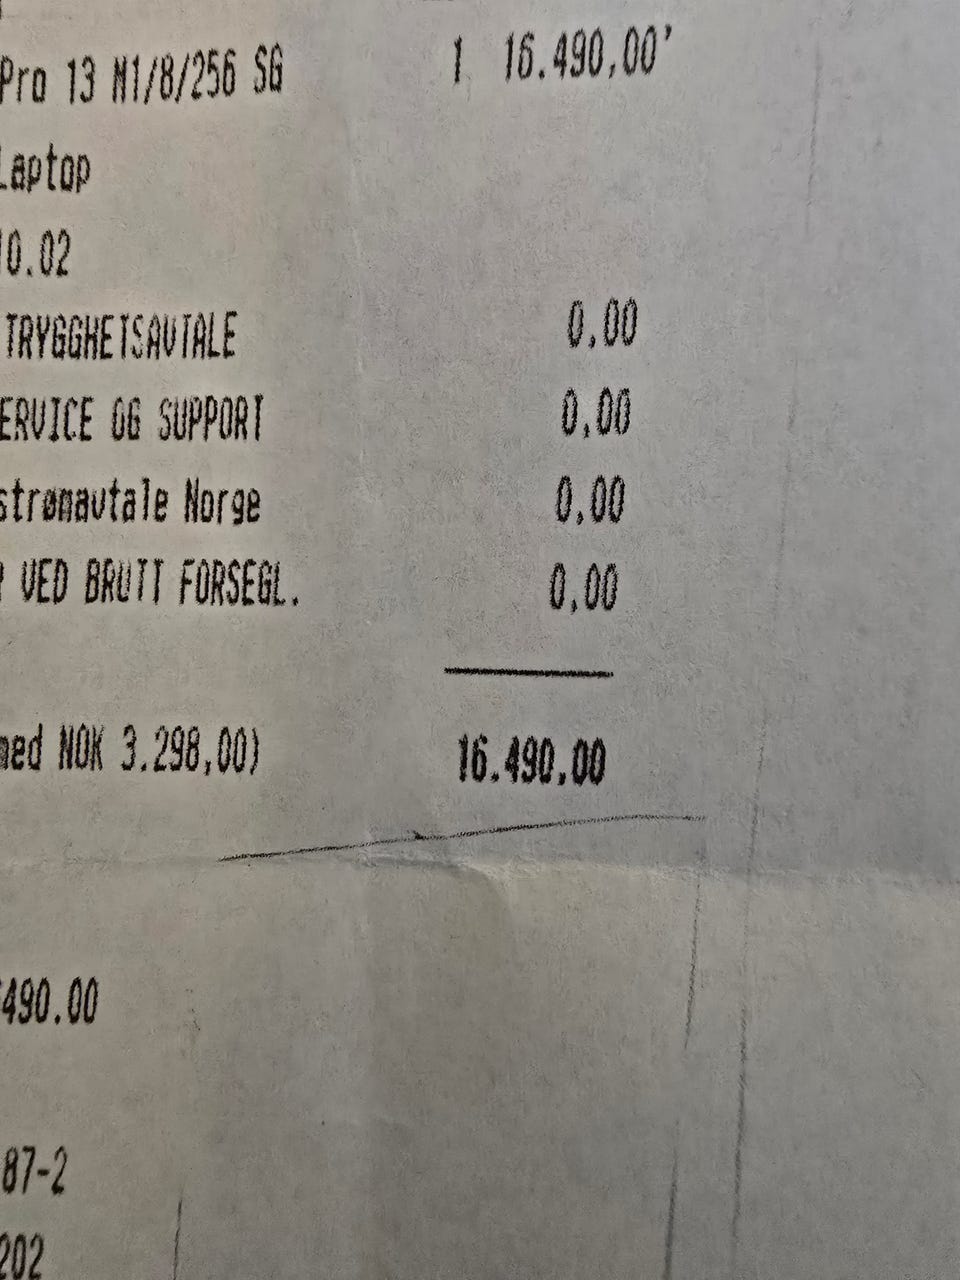 Pro 13 M1/8/256 SG 1 16.490,00'
Laptop
10.02
TRYGGHETSAVTALE 0,00
ERVICE OG SUPPORT 0,00
strømavtale Norge 0,00
VED BRUTT FORSEGL. 0,00
med NOK 3.298,00) 16.490,00
490.00
87-2
202